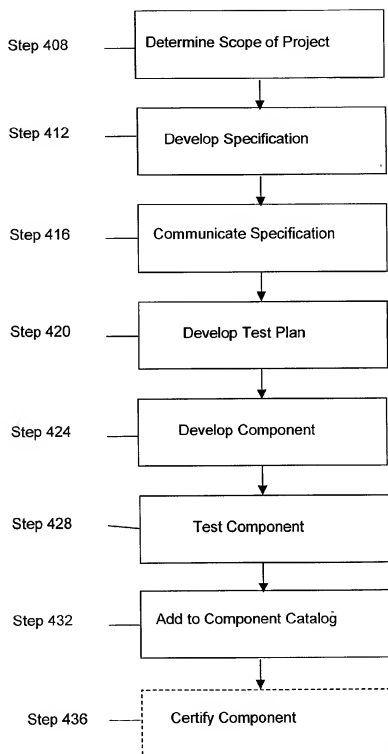 Step 408 Determine Scope of Project
Step 412 Develop Specification
Step 416 Communicate Specification
Step 420 Develop Test Plan
Step 424 Develop Component
Step 428 Test Component
Step 432 Add to Component Catalog
Step 436 Certify Component